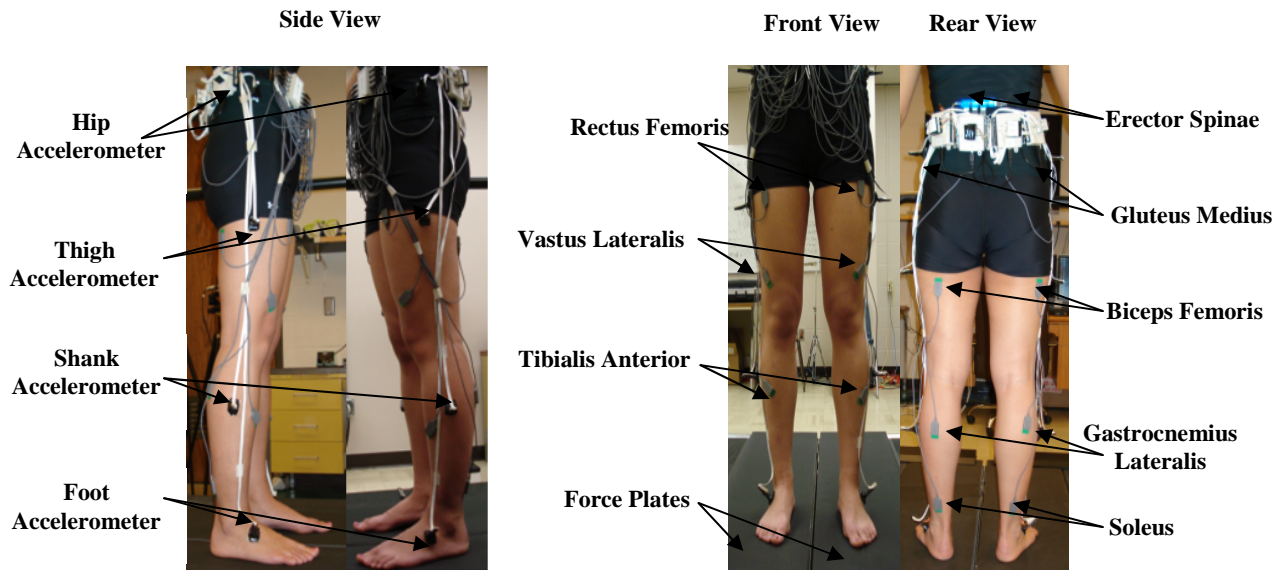 Side View
Hip
Accelerometer
Thigh
Accelerometer
Shank
Accelerometer
Foot
Accelerometer
Front View
Rear View
Rectus Femoris
Vastus Lateralis
Tibialis Anterior
Force Plates
Erector Spinae
Gluteus Medius
Biceps Femoris
Gastrocnemius
Lateralis
Soleus